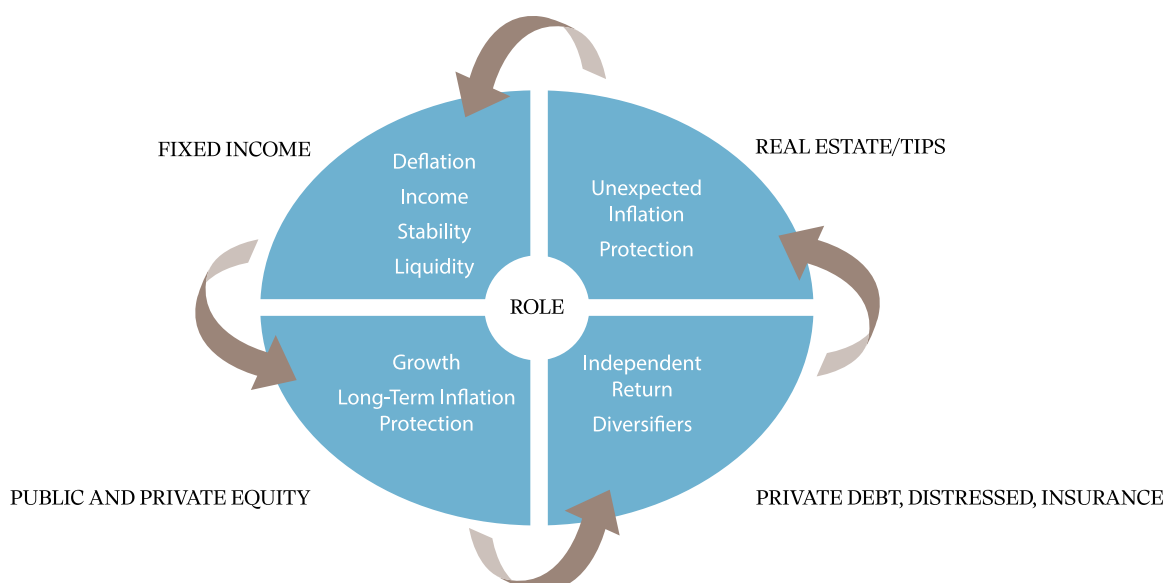 FIXED INCOME
Deflation
Income
Stability
Liquidity
REAL ESTATE/TIPS
Unexpected
Inflation
Protection
ROLE
Growth
Long-Term Inflation
Protection
PUBLIC AND PRIVATE EQUITY
Independent
Return
Diversifiers
PRIVATE DEBT, DISTRESSED, INSURANCE